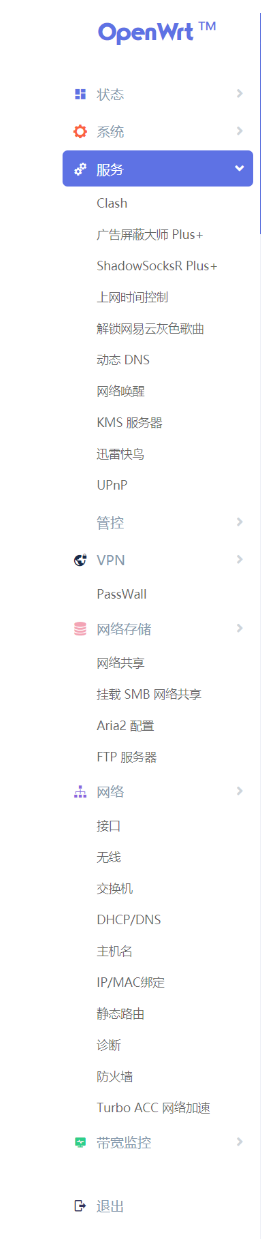 OpenWrt ™
状态
系统
服务
Clash
广告屏蔽大师 Plus+
ShadowSocksR Plus+
上网时间控制
解锁网易云灰色歌曲
动态 DNS
网络唤醒
KMS 服务器
迅雷快鸟
UPnP
管控
VPN
PassWall
网络存储
网络共享
挂载 SMB 网络共享
Aria2 配置
FTP 服务器
网络
接口
无线
交换机
DHCP/DNS
主机名
IP/MAC绑定
静态路由
诊断
防火墙
Turbo ACC 网络加速
带宽监控
退出